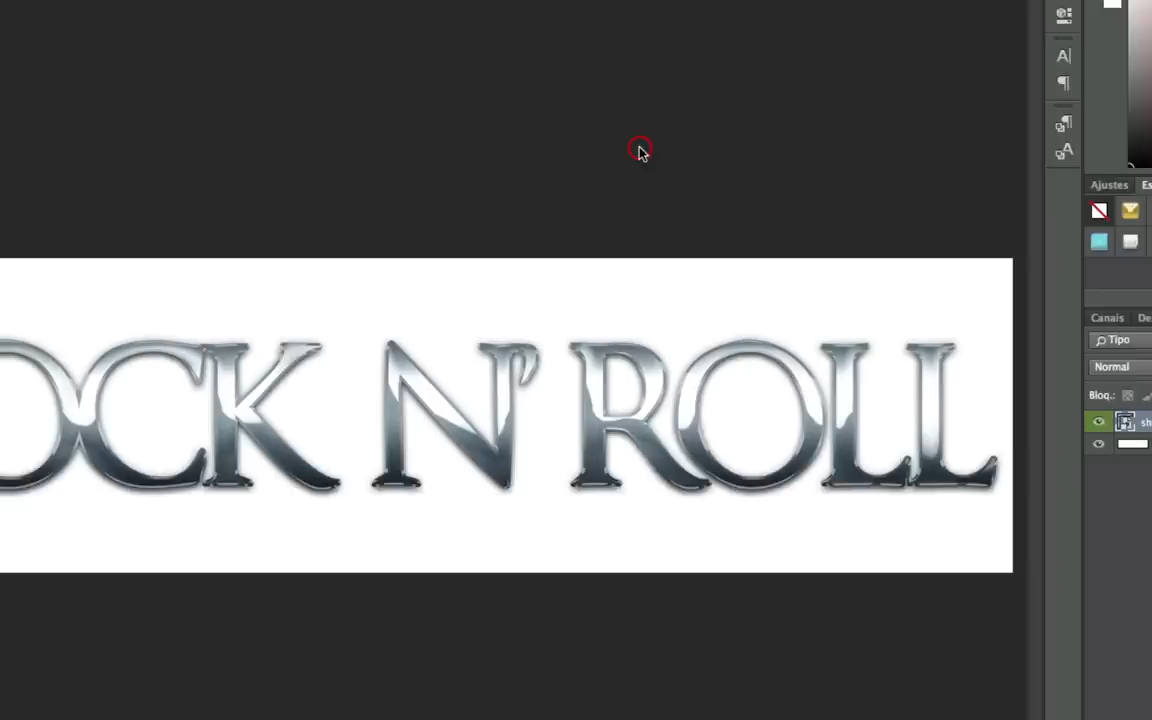 OCK N' ROLL
Ajustes
Canais
Tipo
Normal
Bloq.: